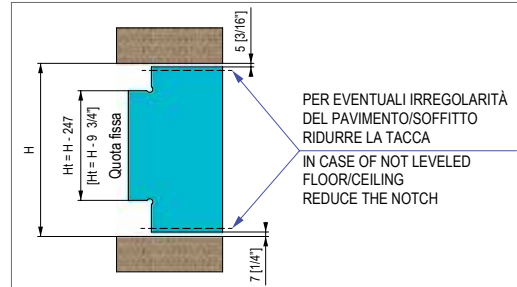 5 [3/16"]
H
Ht = H - 247
[Ht = H - 9 3/4"]
Quota fissa
PER EVENTUALI IRREGOLARITÀ
DEL PAVIMENTO/SOFFITTO
RIDURRE LA TACCA
IN CASE OF NOT LEVELED
FLOOR/CEILING
REDUCE THE NOTCH
7 [1/4"]